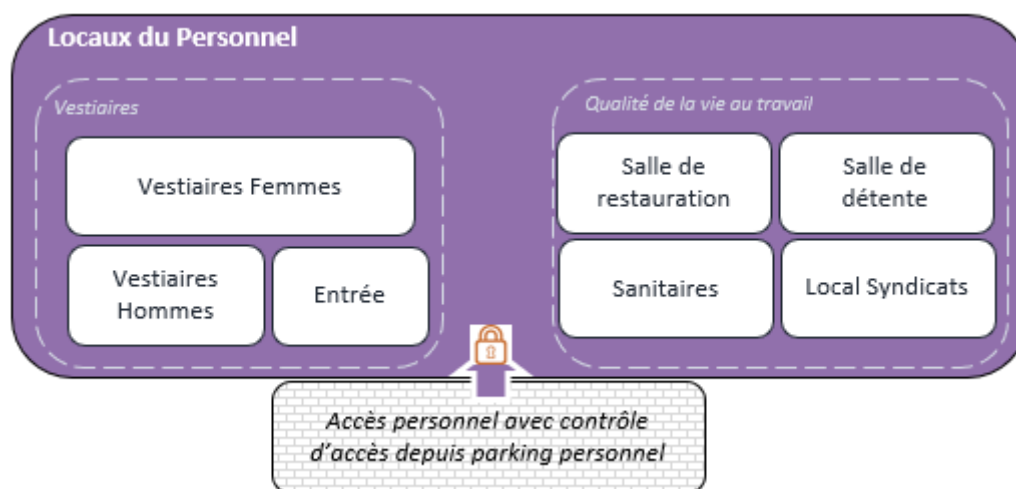 Locaux du Personnel
Vestiaires
Vestiaires Femmes
Vestiaires
Hommes
Entrée
Qualité de la vie au travail
Salle de
restauration
Salle de
détente
Sanitaires
Local Syndicats
Accès personnel avec contrôle
d'accès depuis parking personnel